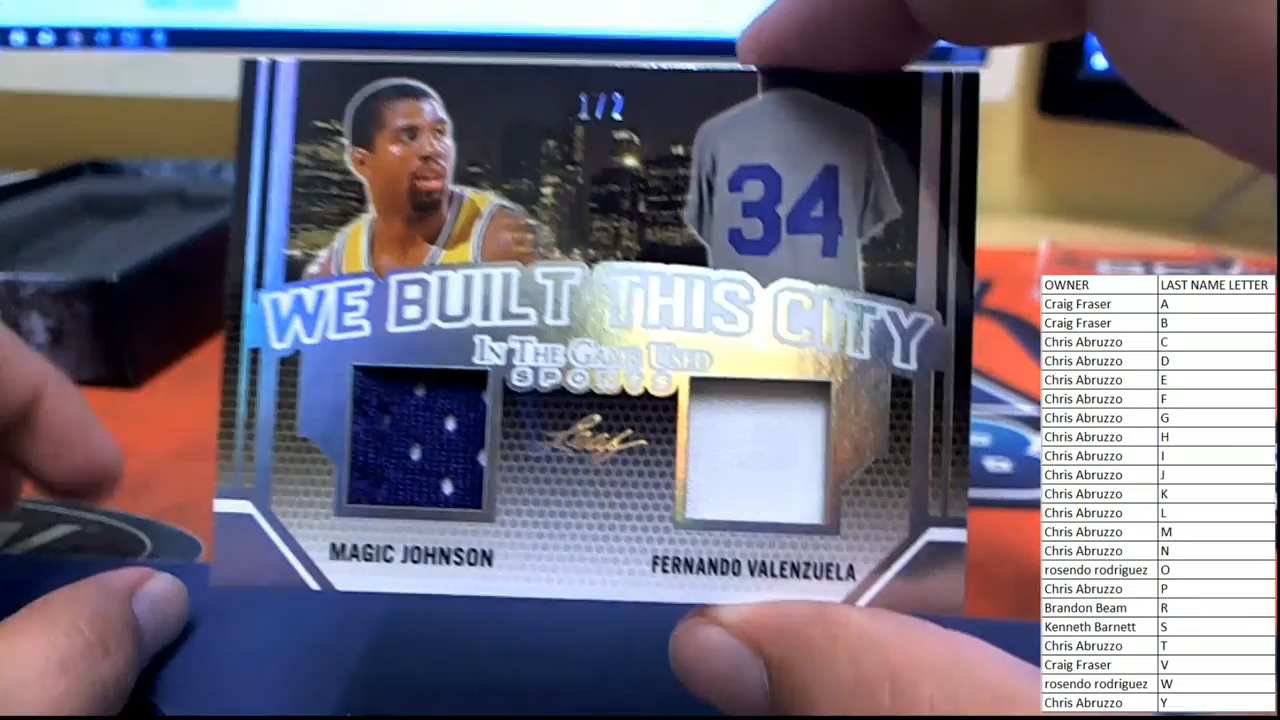 1/2
34
WE BUILT THIS CITY
IN THE GAME USED
SPORTS
Leaf
MAGIC JOHNSON
FERNANDO VALENZUELA
OWNER LAST NAME LETTER
Craig Fraser A
Craig Fraser B
Chris Abruzzo C
Chris Abruzzo D
Chris Abruzzo E
Chris Abruzzo F
Chris Abruzzo G
Chris Abruzzo H
Chris Abruzzo I
Chris Abruzzo J
Chris Abruzzo K
Chris Abruzzo L
Chris Abruzzo M
Chris Abruzzo N
rosendo rodriguez O
Chris Abruzzo P
Brandon Beam R
Kenneth Barnett S
Chris Abruzzo T
Craig Fraser V
rosendo rodriguez W
Chris Abruzzo Y